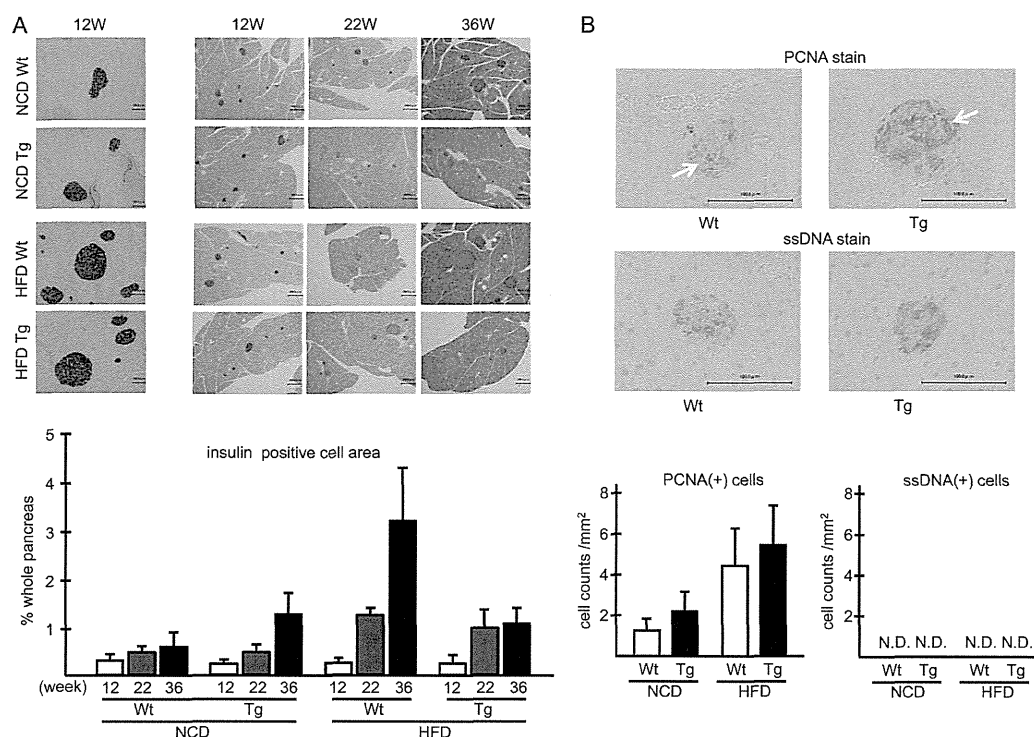 A
12W
12W
22W
36W
NCD Wt
NCD Tg
HFD Wt
HFD Tg
insulin positive cell area
% whole pancreas
5
4
3
2
1
(week)
12 22 36 12 22 36 12 22 36 12 22 36
Wt Tg Wt Tg
NCD HFD
B
PCNA stain
Wt Tg
ssDNA stain
Wt Tg
PCNA(+) cells
cell counts /mm²
8
6
4
2
Wt Tg Wt Tg
NCD HFD
ssDNA(+) cells
cell counts /mm²
8
6
4
2
N.D. N.D. N.D. N.D.
Wt Tg Wt Tg
NCD HFD